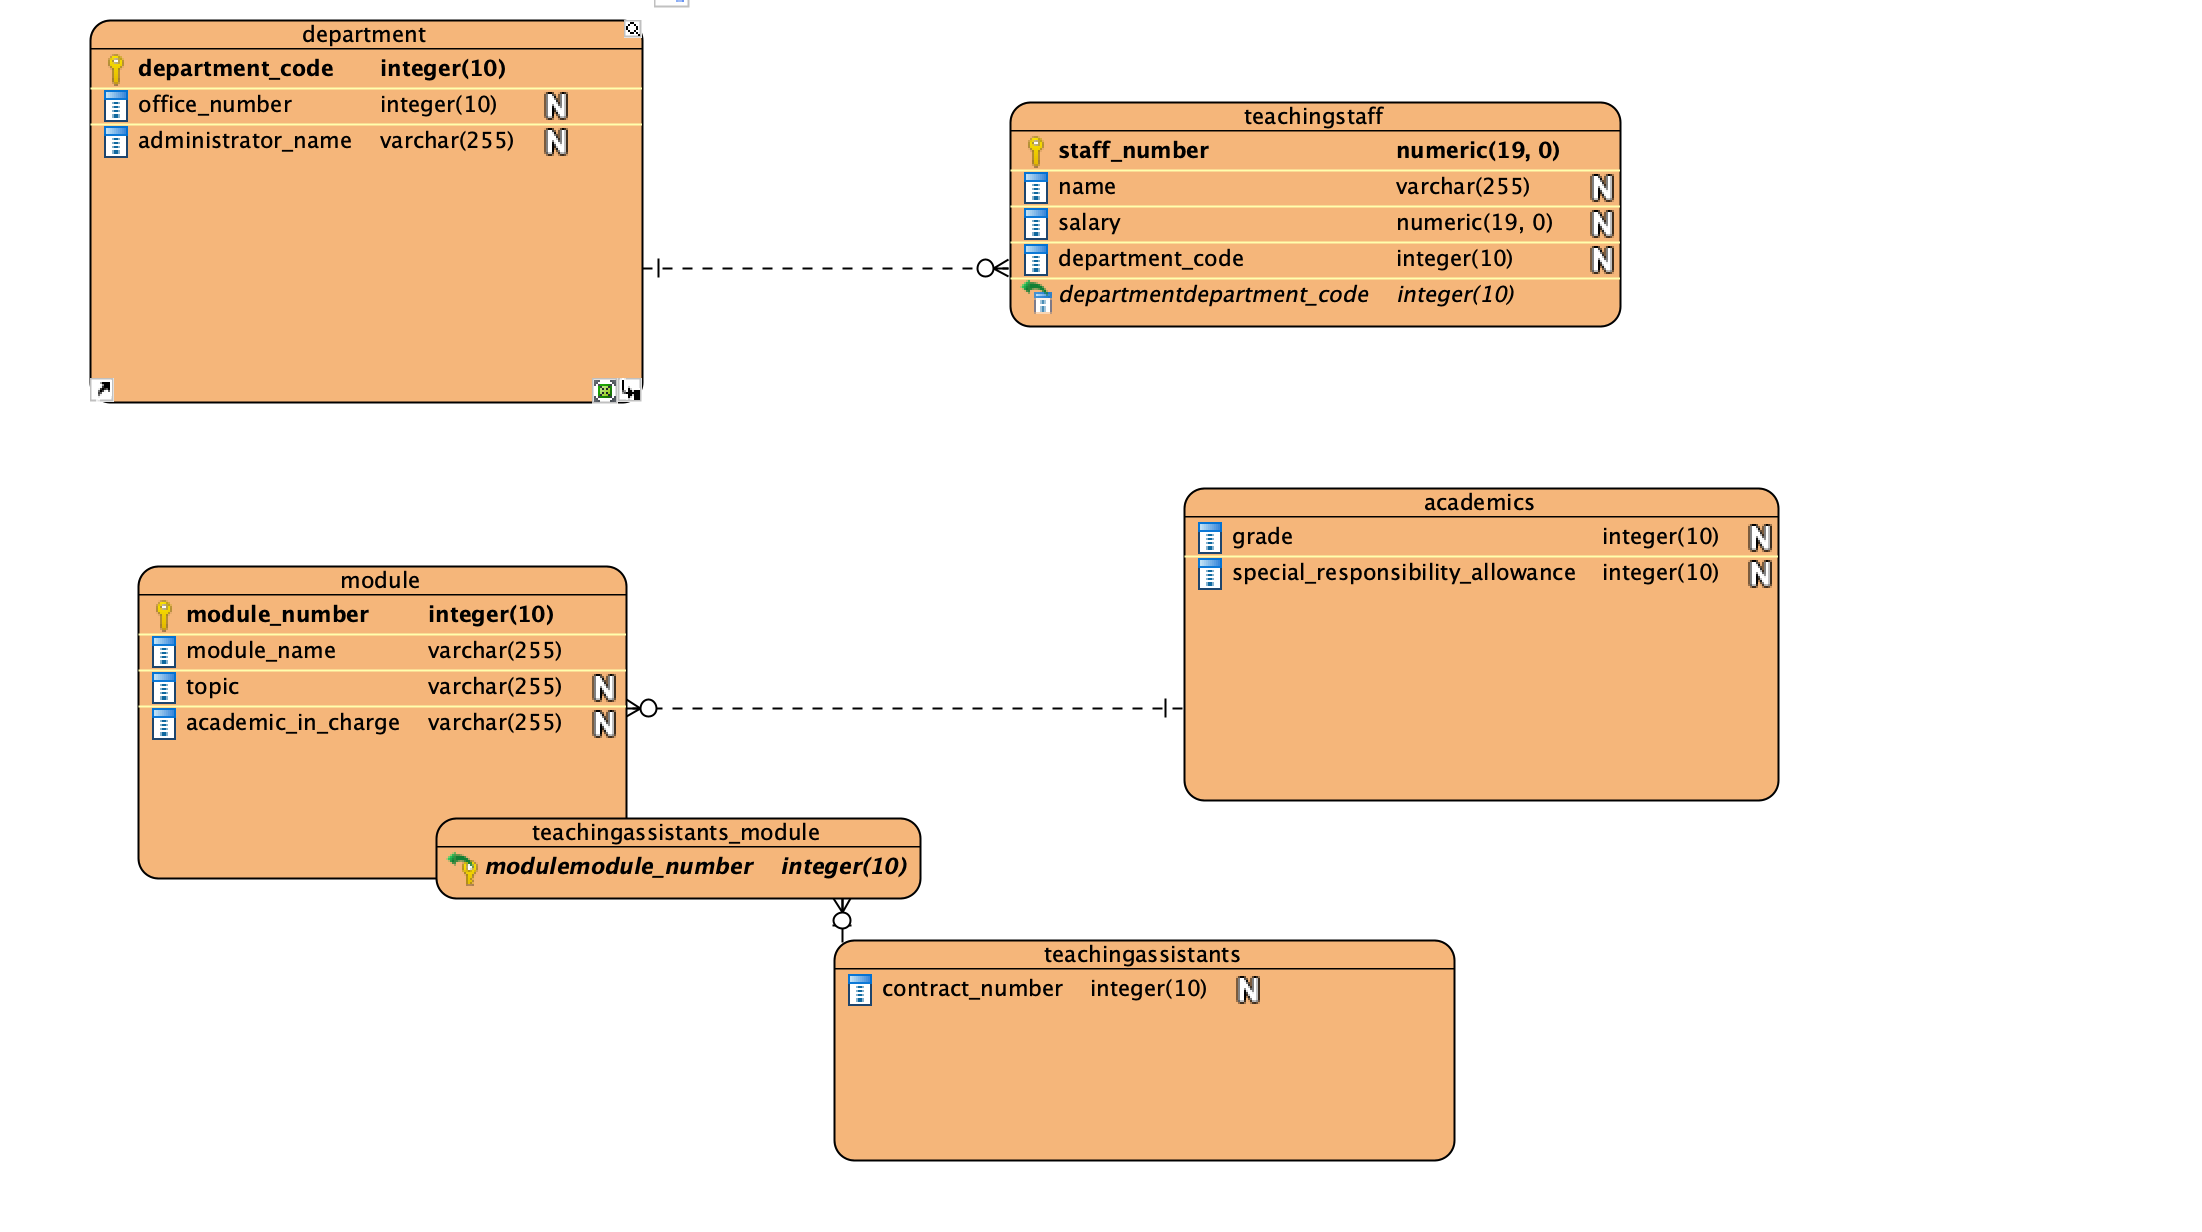 department
department_code integer(10)
office_number integer(10) N
administrator_name varchar(255) N
teachingstaff
staff_number numeric(19, 0)
name varchar(255) N
salary numeric(19, 0) N
department_code integer(10) N
departmentdepartment_code integer(10)
academics
grade integer(10) N
special_responsibility_allowance integer(10) N
module
module_number integer(10)
module_name varchar(255)
topic varchar(255) N
academic_in_charge varchar(255) N
teachingassistants_module
modulemodule_number integer(10)
teachingassistants
contract_number integer(10) N